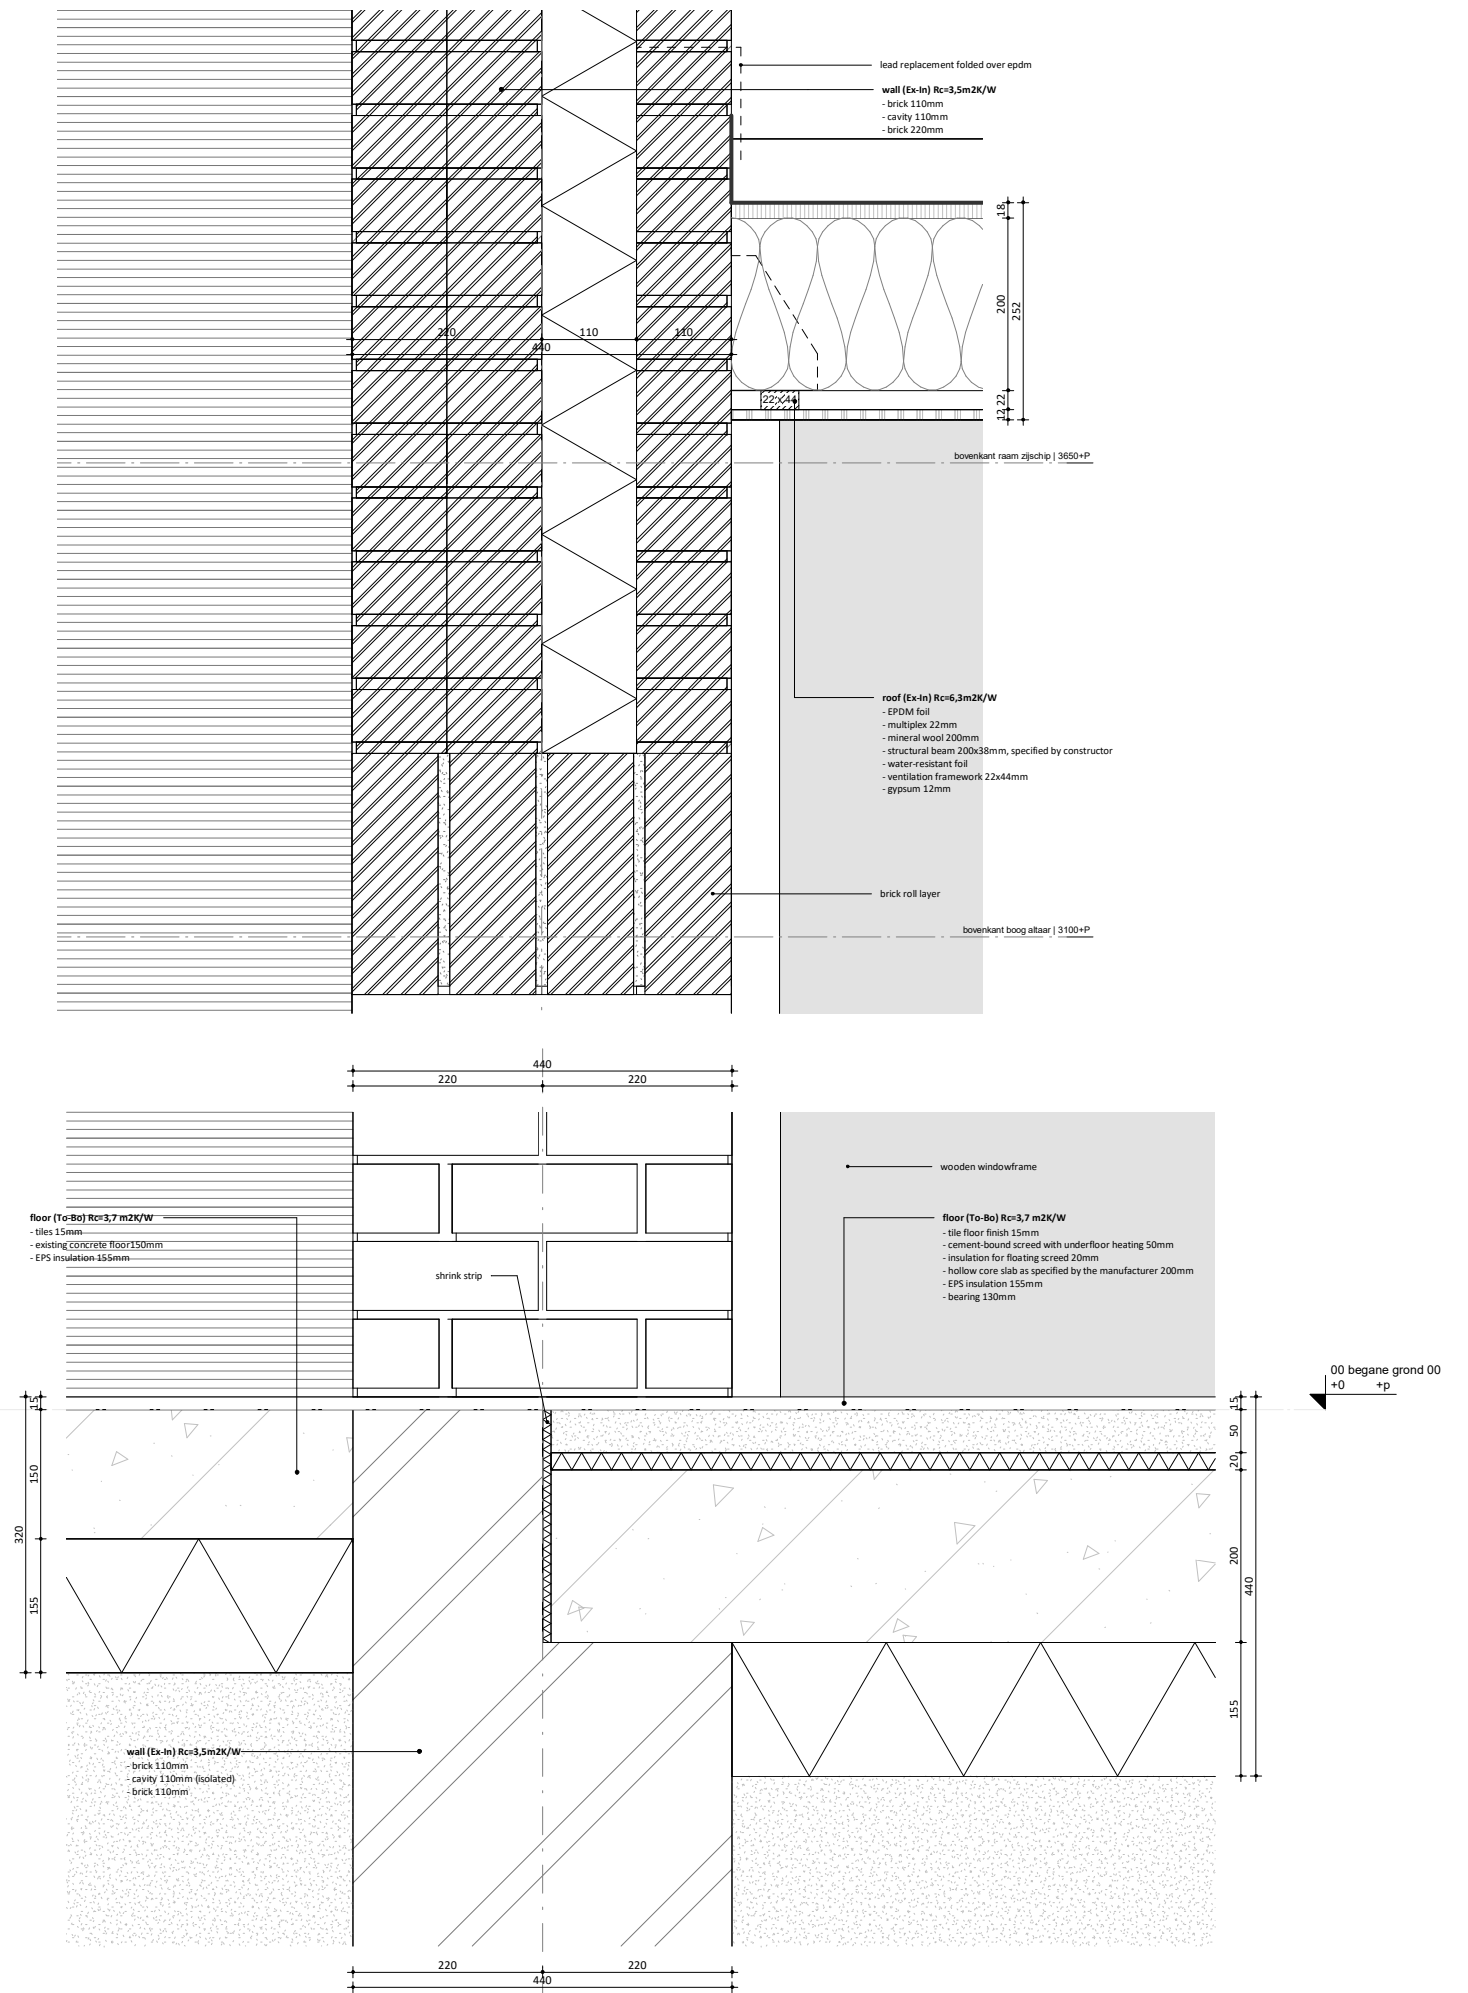 lead replacement folded over epdm
wall (Ex-In) Rc=3,5m2K/W
- brick 110mm
- cavity 110mm
- brick 220mm
18
200
252
22
12
220
110
110
440
22 x 44
bovenkant raam zijschip | 3650+P
roof (Ex-In) Rc=6,3m2K/W
- EPDM foil
- multiplex 22mm
- mineral wool 200mm
- structural beam 200x38mm, specified by constructor
- water-resistant foil
- ventilation framework 22x44mm
- gypsum 12mm
brick roll layer
bovenkant boog altaar | 3100+P
440
220
220
wooden windowframe
floor (To-Bo) Rc=3,7 m2K/W
- tiles 15mm
- existing concrete floor150mm
- EPS insulation 155mm
shrink strip
floor (To-Bo) Rc=3,7 m2K/W
- tile floor finish 15mm
- cement-bound screed with underfloor heating 50mm
- insulation for floating screed 20mm
- hollow core slab as specified by the manufacturer 200mm
- EPS insulation 155mm
- bearing 130mm
00 begane grond 00
+0 +p
15
150
320
155
15
50
20
200
440
155
wall (Ex-In) Rc=3,5m2K/W
- brick 110mm
- cavity 110mm (isolated)
- brick 110mm
220
220
440